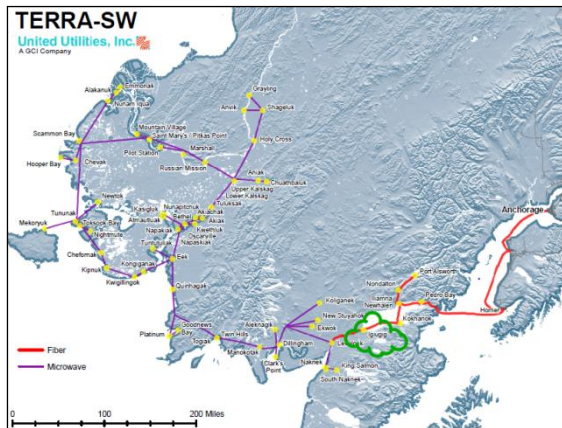 TERRA-SW
United Utilities, Inc.
A GCI Company
Emmonak
Alakanuk
Nunam Iqua
Grayling
Anvik
Shageluk
Mountain Village
Scammon Bay
Saint Mary's
Pitkas Point
Holy Cross
Pilot Station
Marshall
Hooper Bay
Chevak
Russian Mission
Aniak
Chuathbaluk
Upper Kalskag
Lower Kalskag
Newtok
Tuluksak
Kasigluk
Nunapitchuk
Akiachak
Mekoryuk
Tununak
Atmautluak
Bethel
Akiak
Anchorage
Toksook Bay
Kwethluk
Nightmute
Napakiak
Oscarville
Napaskiak
Tuntutuliak
Chefornak
Kongiganak
Eek
Port Alsworth
Kipnuk
Nondalton
Kwigillingok
Quinhagak
Iliamna
Pedro Bay
Newhalen
Koliganek
Homer
New Stuyahok
Kokhanok
Goodnews
Bay
Aleknagik
Ekwok
Igiugig
Platinum
Twin Hills
Togiak
Dillingham
Levelock
Fiber
Manokotak
Clark's
Point
Naknek
King Salmon
Microwave
South Naknek
0 50 100 200 Miles